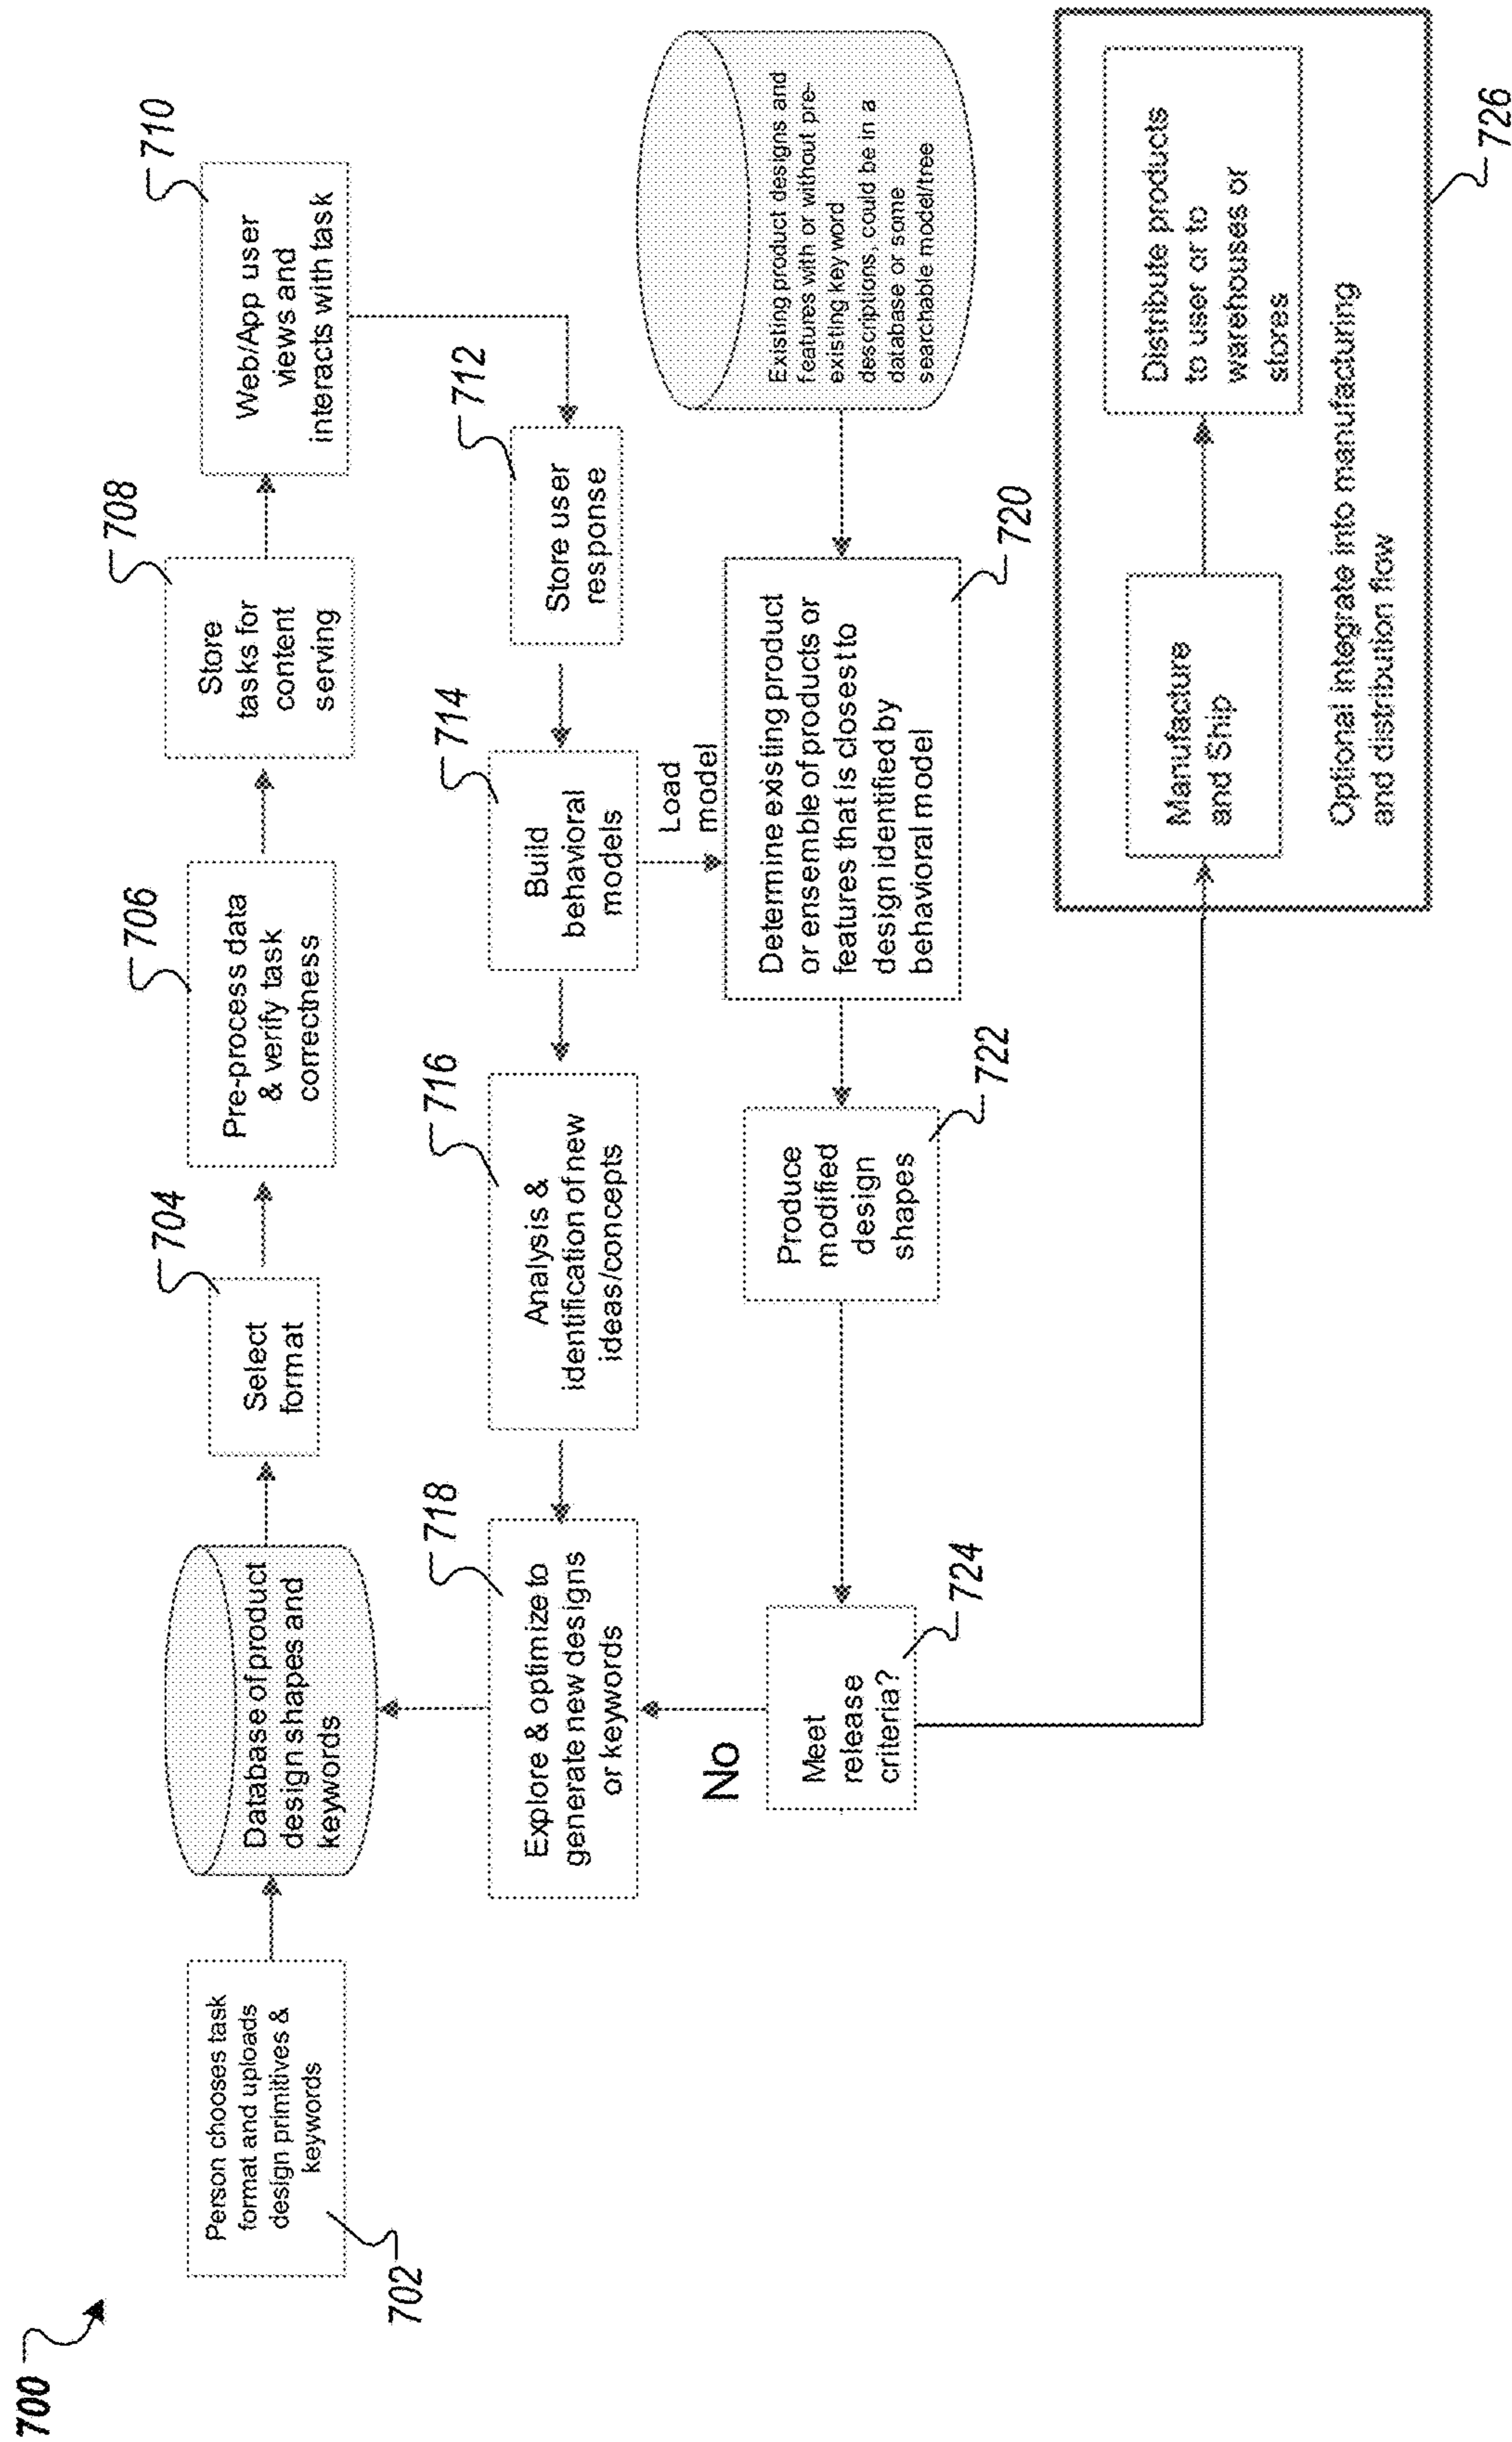 700
Person chooses task
format and uploads
design primitives &
keywords
702
Database of product
design shapes and
keywords
Select
format
704
Pre-process data
& verify task
correctness
706
Store
tasks for
content
serving
708
Web/App user
views and
interacts with task
710
Store user
response
712
Build
behavioral
models
714
Load
model
Analysis &
identification of new
ideas/concepts
716
Explore & optimize to
generate new designs
or keywords
718
Existing product designs and
features with or without pre-
existing key word
descriptions, could be in a
database or some
searchable model/tree
Determine existing product
or ensemble of products or
features that is closest to
design identified by
behavioral model
720
Produce
modified
design
shapes
722
Meet
release
criteria?
724
No
Manufacture
and Ship
Distribute products
to user or to
warehouses or
stores
Optional integrate into manufacturing
and distribution flow
726